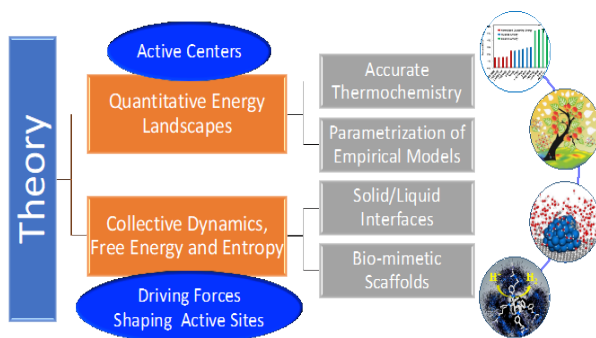 Theory
Active Centers
Quantitative Energy
Landscapes
Accurate
Thermochemistry
Parametrization of
Empirical Models
Collective Dynamics,
Free Energy and Entropy
Solid/Liquid
Interfaces
Bio-mimetic
Scaffolds
Driving Forces
Shaping Active Sites